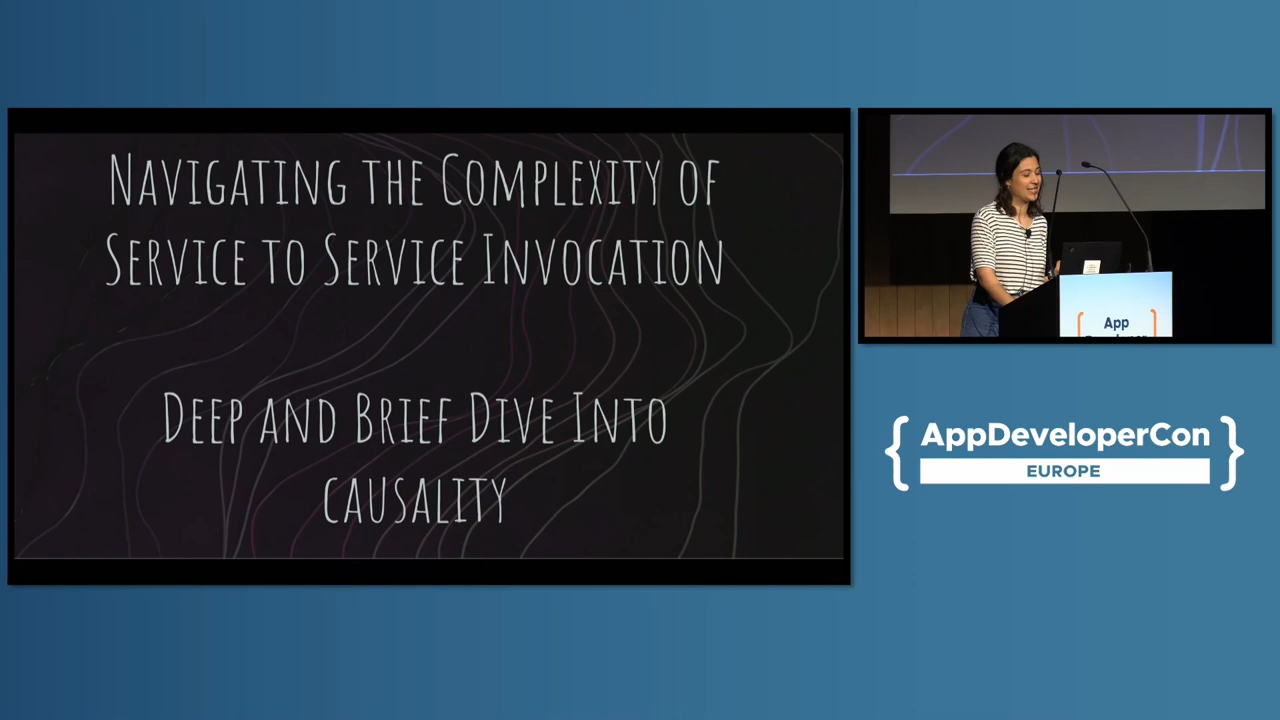 Navigating the Complexity of
Service to Service Invocation
Deep and Brief Dive Into
causality
App
{ AppDeveloperCon }
EUROPE